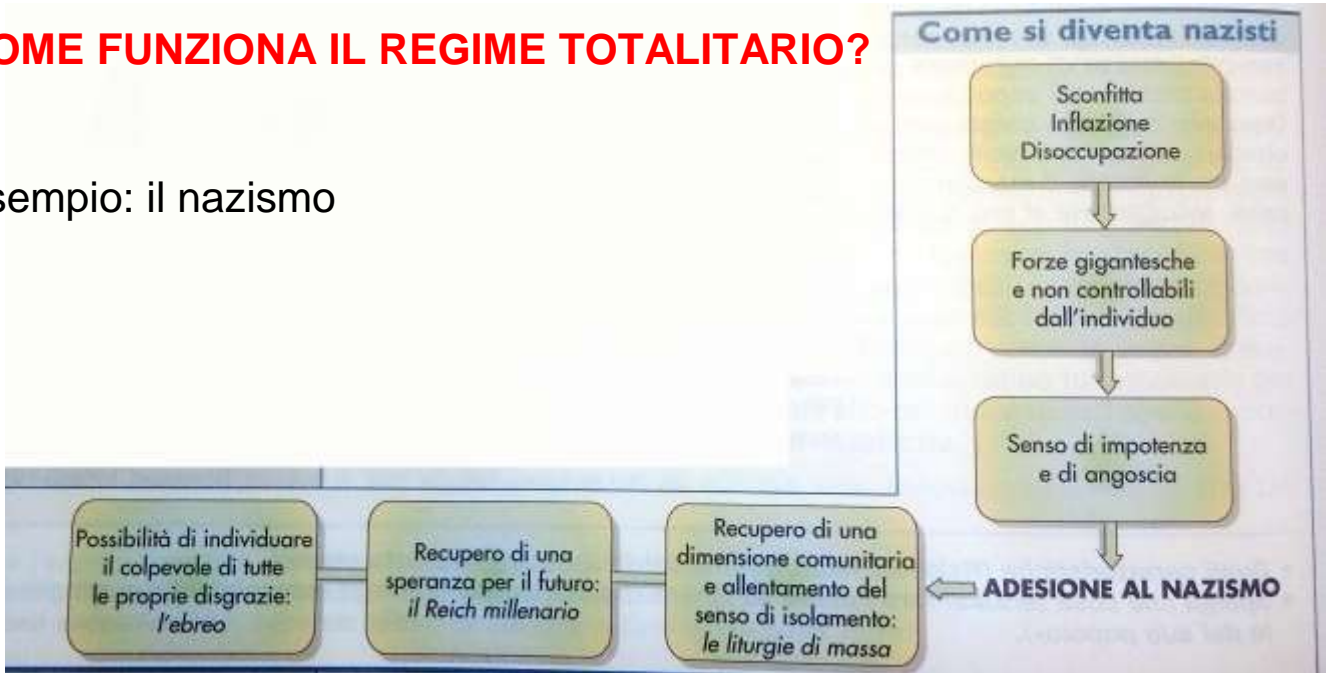 OME FUNZIONA IL REGIME TOTALITARIO?
sempio: il nazismo
Come si diventa nazisti
Sconfitta
Inflazione
Disoccupazione
Forze gigantesche
e non controllabili
dall'individuo
Senso di impotenza
e di angoscia
ADESIONE AL NAZISMO
Recupero di una
dimensione comunitaria
e allentamento del
senso di isolamento:
le liturgie di massa
Recupero di una
speranza per il futuro:
il Reich millenario
Possibilità di individuare
il colpevole di tutte
le proprie disgrazie:
l'ebreo